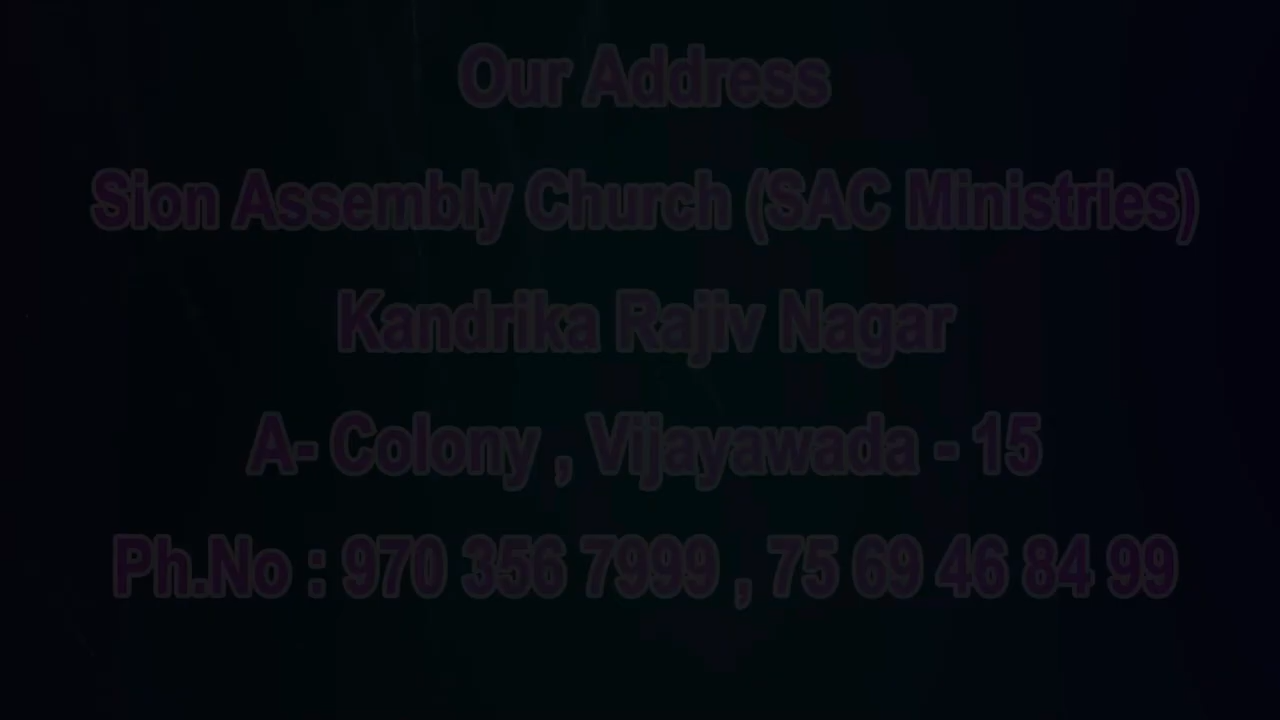 Our Address
Sion Assembly Church (SAC Ministries)
Kandrika Rajiv Nagar
A- Colony , Vijayawada - 15
Ph.No : 970 356 7999 , 75 69 46 84 99